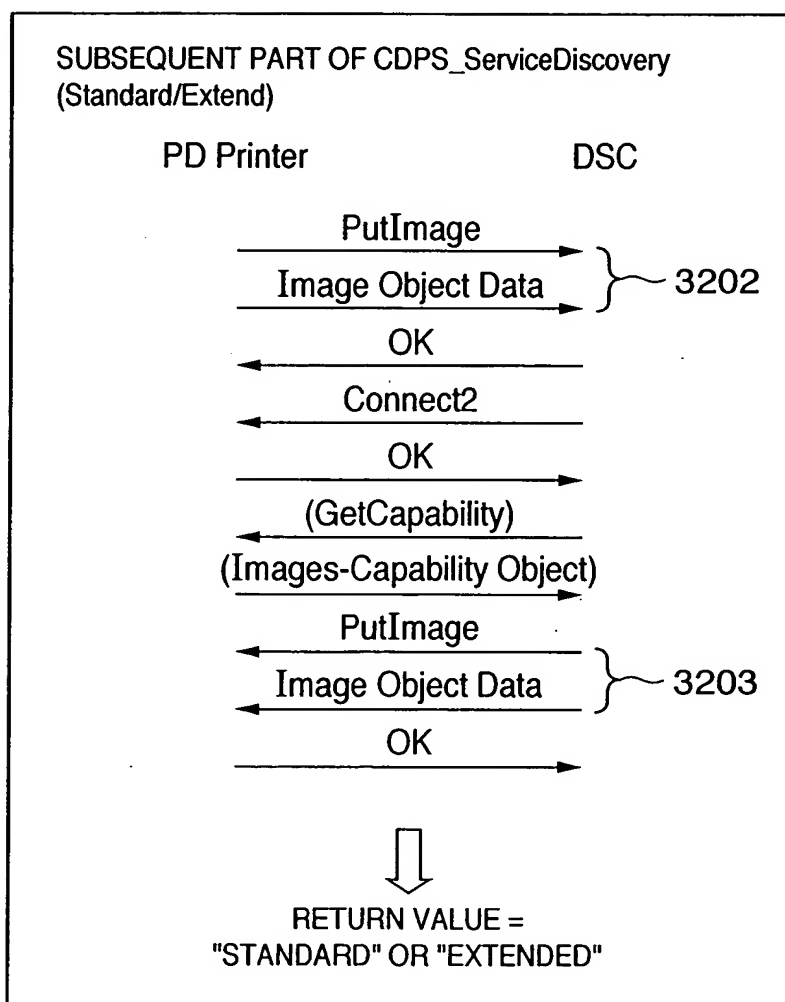 SUBSEQUENT PART OF CDPS_ServiceDiscovery
(Standard/Extend)
PD Printer DSC
PutImage
Image Object Data
3202
OK
Connect2
OK
(GetCapability)
(Images-Capability Object)
PutImage
Image Object Data
3203
OK
RETURN VALUE =
"STANDARD" OR "EXTENDED"